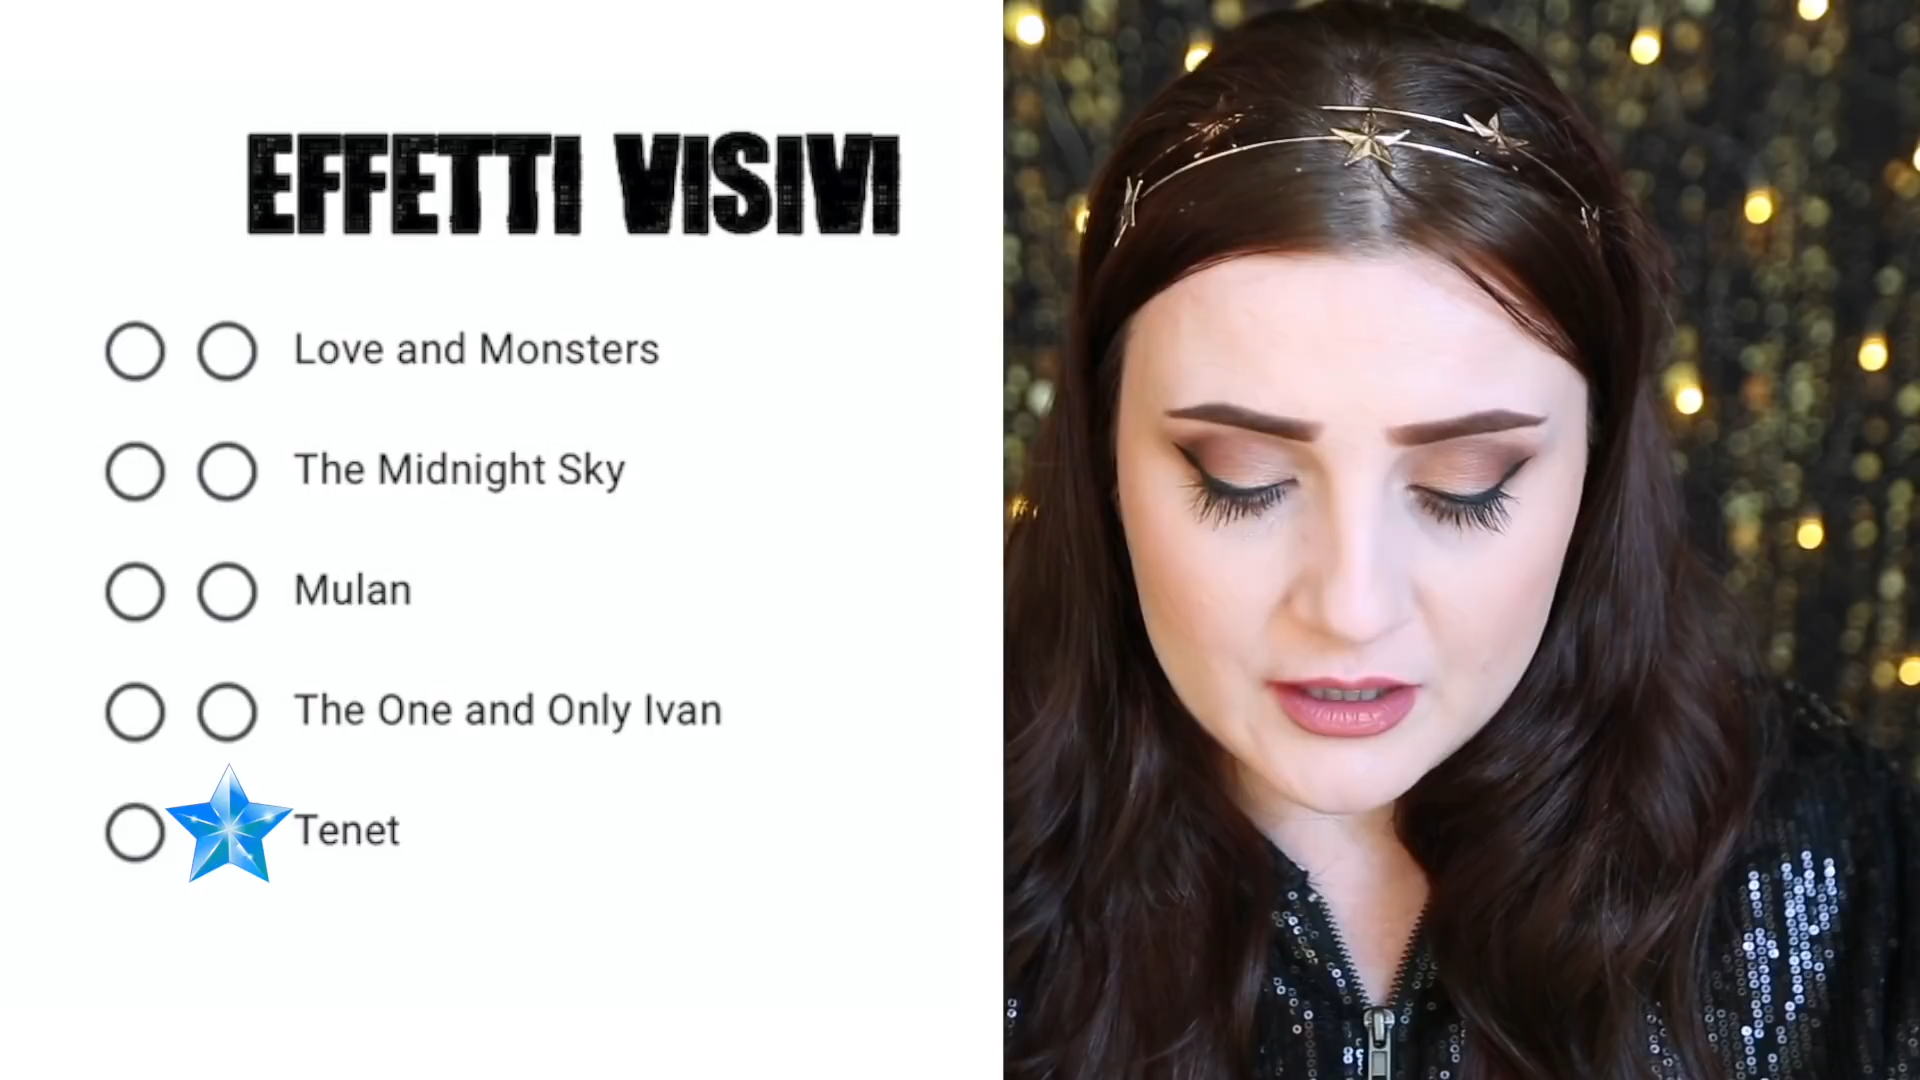 EFFETTI VISIVI
Love and Monsters
The Midnight Sky
Mulan
The One and Only Ivan
Tenet